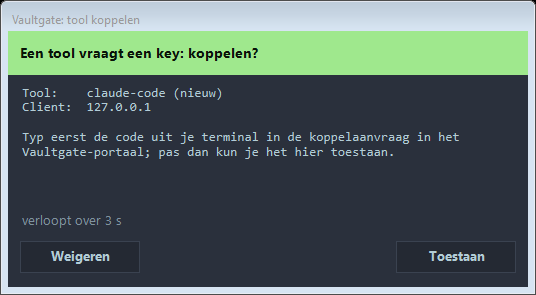 Vaultgate: tool koppelen
Een tool vraagt een key: koppelen?
Tool:    claude-code (nieuw)
Client:  127.0.0.1
Typ eerst de code uit je terminal in de koppelaanvraag in het
Vaultgate-portaal; pas dan kun je het hier toestaan.
verloopt over 3 s
Weigeren
Toestaan